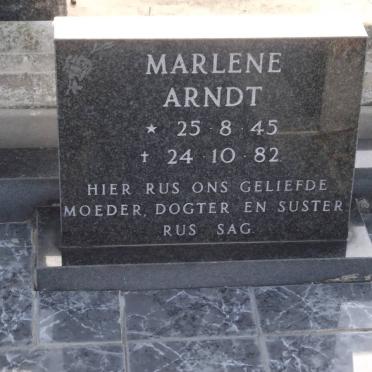 MARLENE
ARNDT
★ 25·8·45
† 24·10·82
HIER RUS ONS GELIEFDE
MOEDER, DOGTER EN SUSTER
RUS SAG.